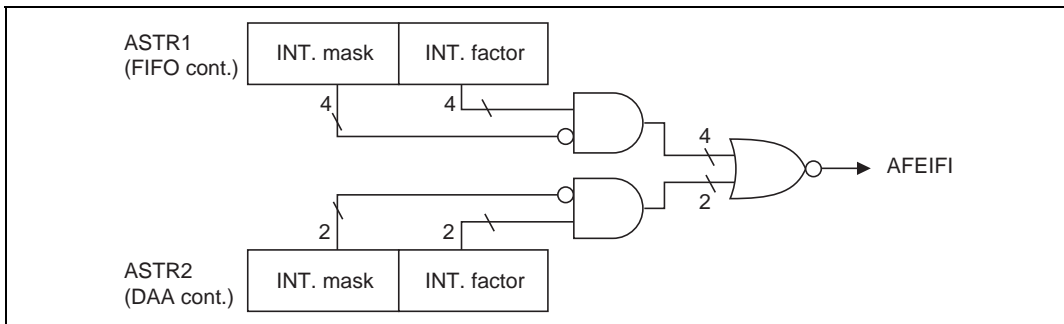 ASTR1
(FIFO cont.)
INT. mask
INT. factor
4
4
4
AFEIFI
2
2
2
ASTR2
(DAA cont.)
INT. mask
INT. factor